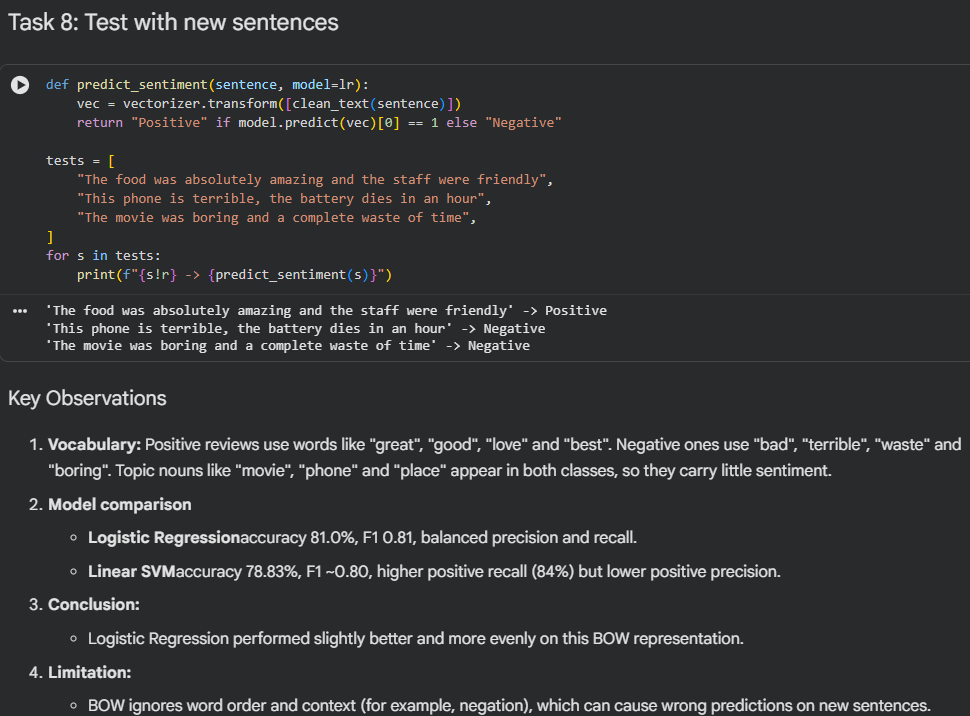 Task 8: Test with new sentences
def predict_sentiment(sentence, model=lr):
    vec = vectorizer.transform([clean_text(sentence)])
    return "Positive" if model.predict(vec)[0] == 1 else "Negative"
tests = [
    "The food was absolutely amazing and the staff were friendly",
    "This phone is terrible, the battery dies in an hour",
    "The movie was boring and a complete waste of time",
]
for s in tests:
    print(f"{s!r} -> {predict_sentiment(s)}")
'The food was absolutely amazing and the staff were friendly' -> Positive
'This phone is terrible, the battery dies in an hour' -> Negative
'The movie was boring and a complete waste of time' -> Negative
Key Observations
1. Vocabulary: Positive reviews use words like "great", "good", "love" and "best". Negative ones use "bad", "terrible", "waste" and
"boring". Topic nouns like "movie", "phone" and "place" appear in both classes, so they carry little sentiment.
2. Model comparison
○ Logistic Regressionaccuracy 81.0%, F1 0.81, balanced precision and recall.
○ Linear SVMaccuracy 78.83%, F1 ~0.80, higher positive recall (84%) but lower positive precision.
3. Conclusion:
○ Logistic Regression performed slightly better and more evenly on this BOW representation.
4. Limitation:
○ BOW ignores word order and context (for example, negation), which can cause wrong predictions on new sentences.